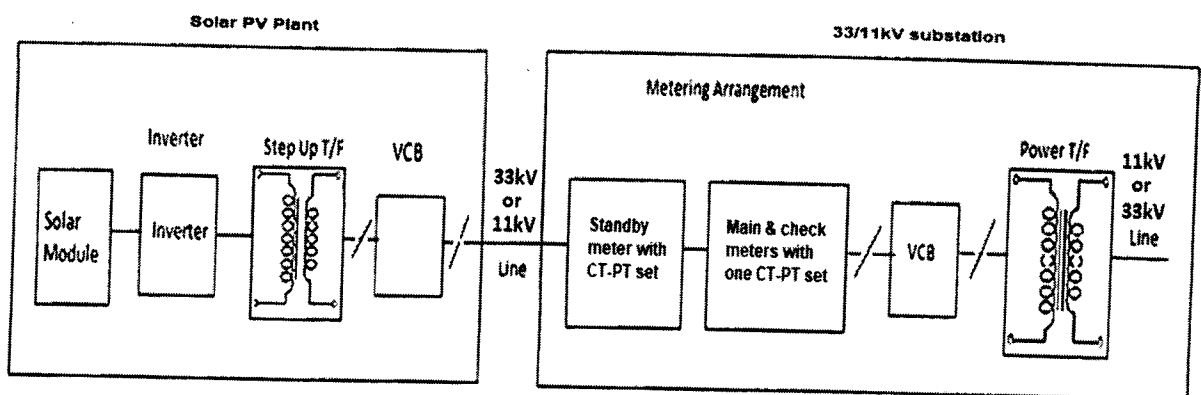 Solar PV Plant
33/11kV substation
Metering Arrangement
Inverter
Step Up T/F
VCB
Power T/F
Solar
Module
Inverter
33kV
or
11kV
Line
Standby
meter with
CT-PT set
Main & check
meters with
one CT-PT set
VCB
11kV
or
33kV
Line